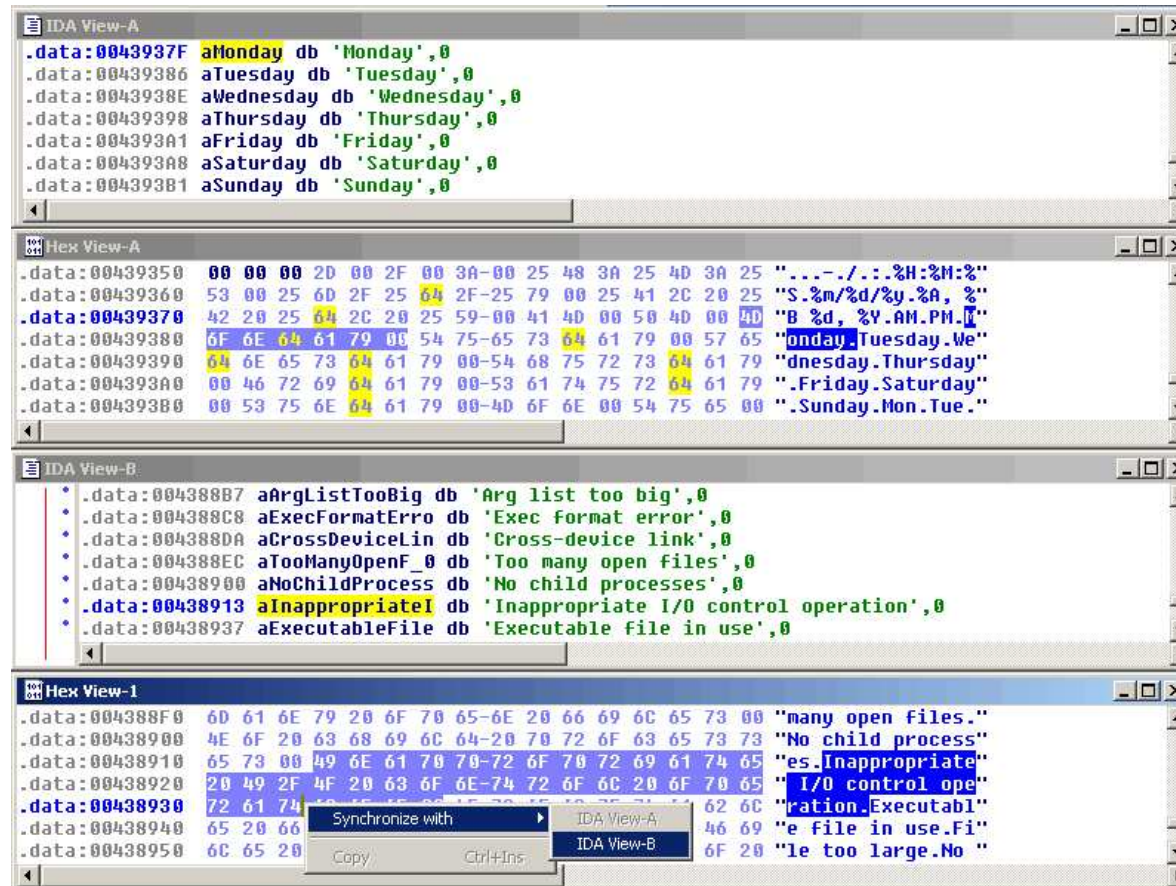 IDA View-A
.data:0043937F aMonday db 'Monday',0
.data:00439386 aTuesday db 'Tuesday',0
.data:0043938E aWednesday db 'Wednesday',0
.data:00439398 aThursday db 'Thursday',0
.data:004393A1 aFriday db 'Friday',0
.data:004393A8 aSaturday db 'Saturday',0
.data:004393B1 aSunday db 'Sunday',0
Hex View-A
.data:00439350 00 00 00 2D 00 2F 00 3A-00 25 48 3A 25 4D 3A 25 "...-./.:.%H:%M:%"
.data:00439360 53 00 25 6D 2F 25 64 2F-25 79 00 25 41 2C 20 25 "S.%m/%d/%y.%A, %"
.data:00439370 42 20 25 64 2C 20 25 59-00 41 4D 00 50 4D 00 4D "B %d, %Y.AM.PM.M"
.data:00439380 6F 6E 64 61 79 00 54 75-65 73 64 61 79 00 57 65 "onday.Tuesday.We"
.data:00439390 64 6E 65 73 64 61 79 00-54 68 75 72 73 64 61 79 "dnesday.Thursday"
.data:004393A0 00 46 72 69 64 61 79 00-53 61 74 75 72 64 61 79 ".Friday.Saturday"
.data:004393B0 00 53 75 6E 64 61 79 00-4D 6F 6E 00 54 75 65 00 ".Sunday.Mon.Tue."
IDA View-B
.data:004388B7 aArgListTooBig db 'Arg list too big',0
.data:004388C8 aExecFormatErro db 'Exec format error',0
.data:004388DA aCrossDeviceLin db 'Cross-device link',0
.data:004388EC aTooManyOpenF_0 db 'Too many open files',0
.data:00438900 aNoChildProcess db 'No child processes',0
.data:00438913 aInappropriateI db 'Inappropriate I/O control operation',0
.data:00438937 aExecutableFile db 'Executable file in use',0
Hex View-1
.data:004388F0 6D 61 6E 79 20 6F 70 65-6E 20 66 69 6C 65 73 00 "many open files."
.data:00438900 4E 6F 20 63 68 69 6C 64-20 70 72 6F 63 65 73 73 "No child process"
.data:00438910 65 73 00 49 6E 61 70 70-72 6F 70 72 69 61 74 65 "es.Inappropriate"
.data:00438920 20 49 2F 4F 20 63 6F 6E-74 72 6F 6C 20 6F 70 65 " I/O control ope"
.data:00438930 72 61 74 62 6C "ration.Executabl"
Synchronize with IDA View-A
.data:00438940 65 20 66 46 69 "e file in use.Fi"
IDA View-B
.data:00438950 6C 65 20 6F 20 "le too large.No "
Copy Ctrl+Ins